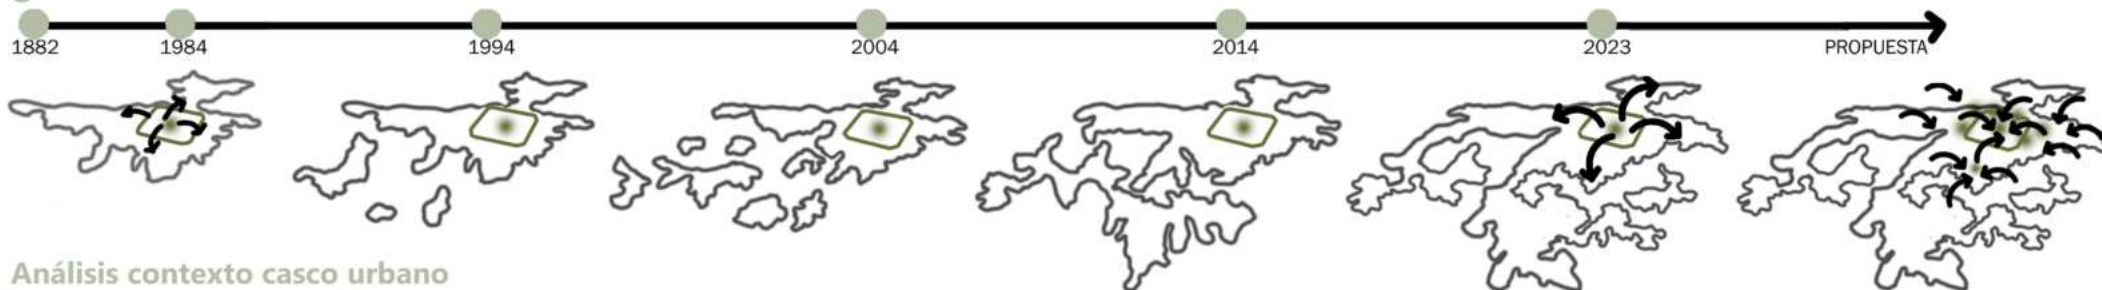 1882 1984 1994 2004 2014 2023 PROPUESTA
Análisis contexto casco urbano